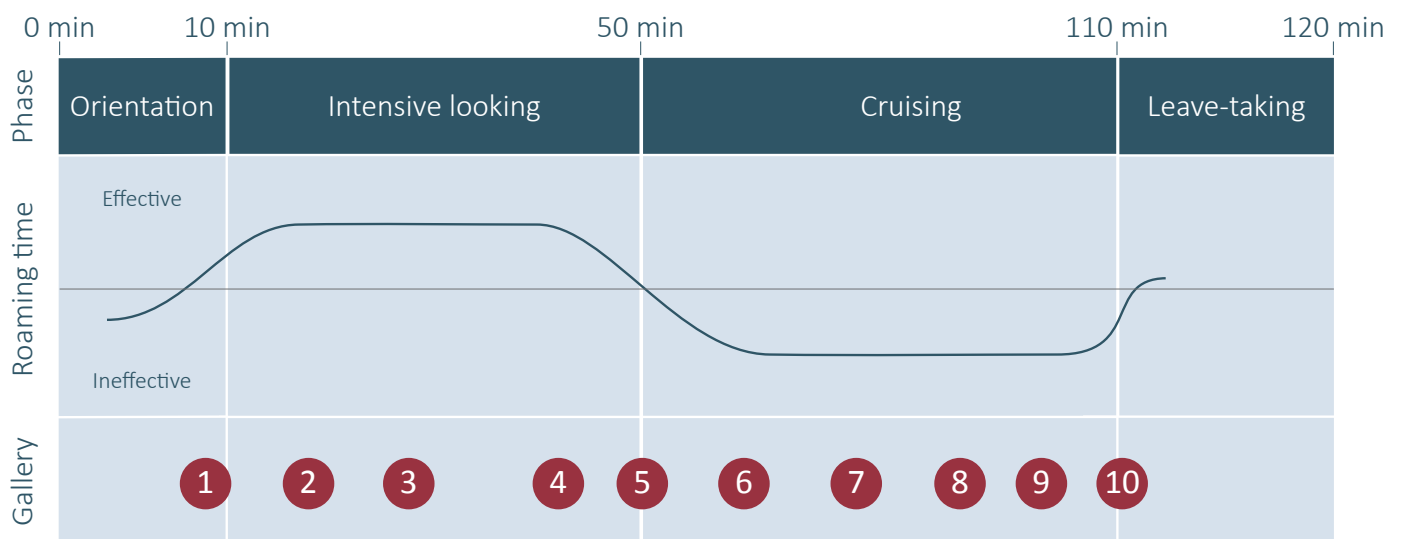 0 min 10 min 50 min 110 min 120 min
Phase
Orientation Intensive looking Cruising Leave-taking
Roaming time
Effective
Ineffective
Gallery
1 2 3 4 5 6 7 8 9 10